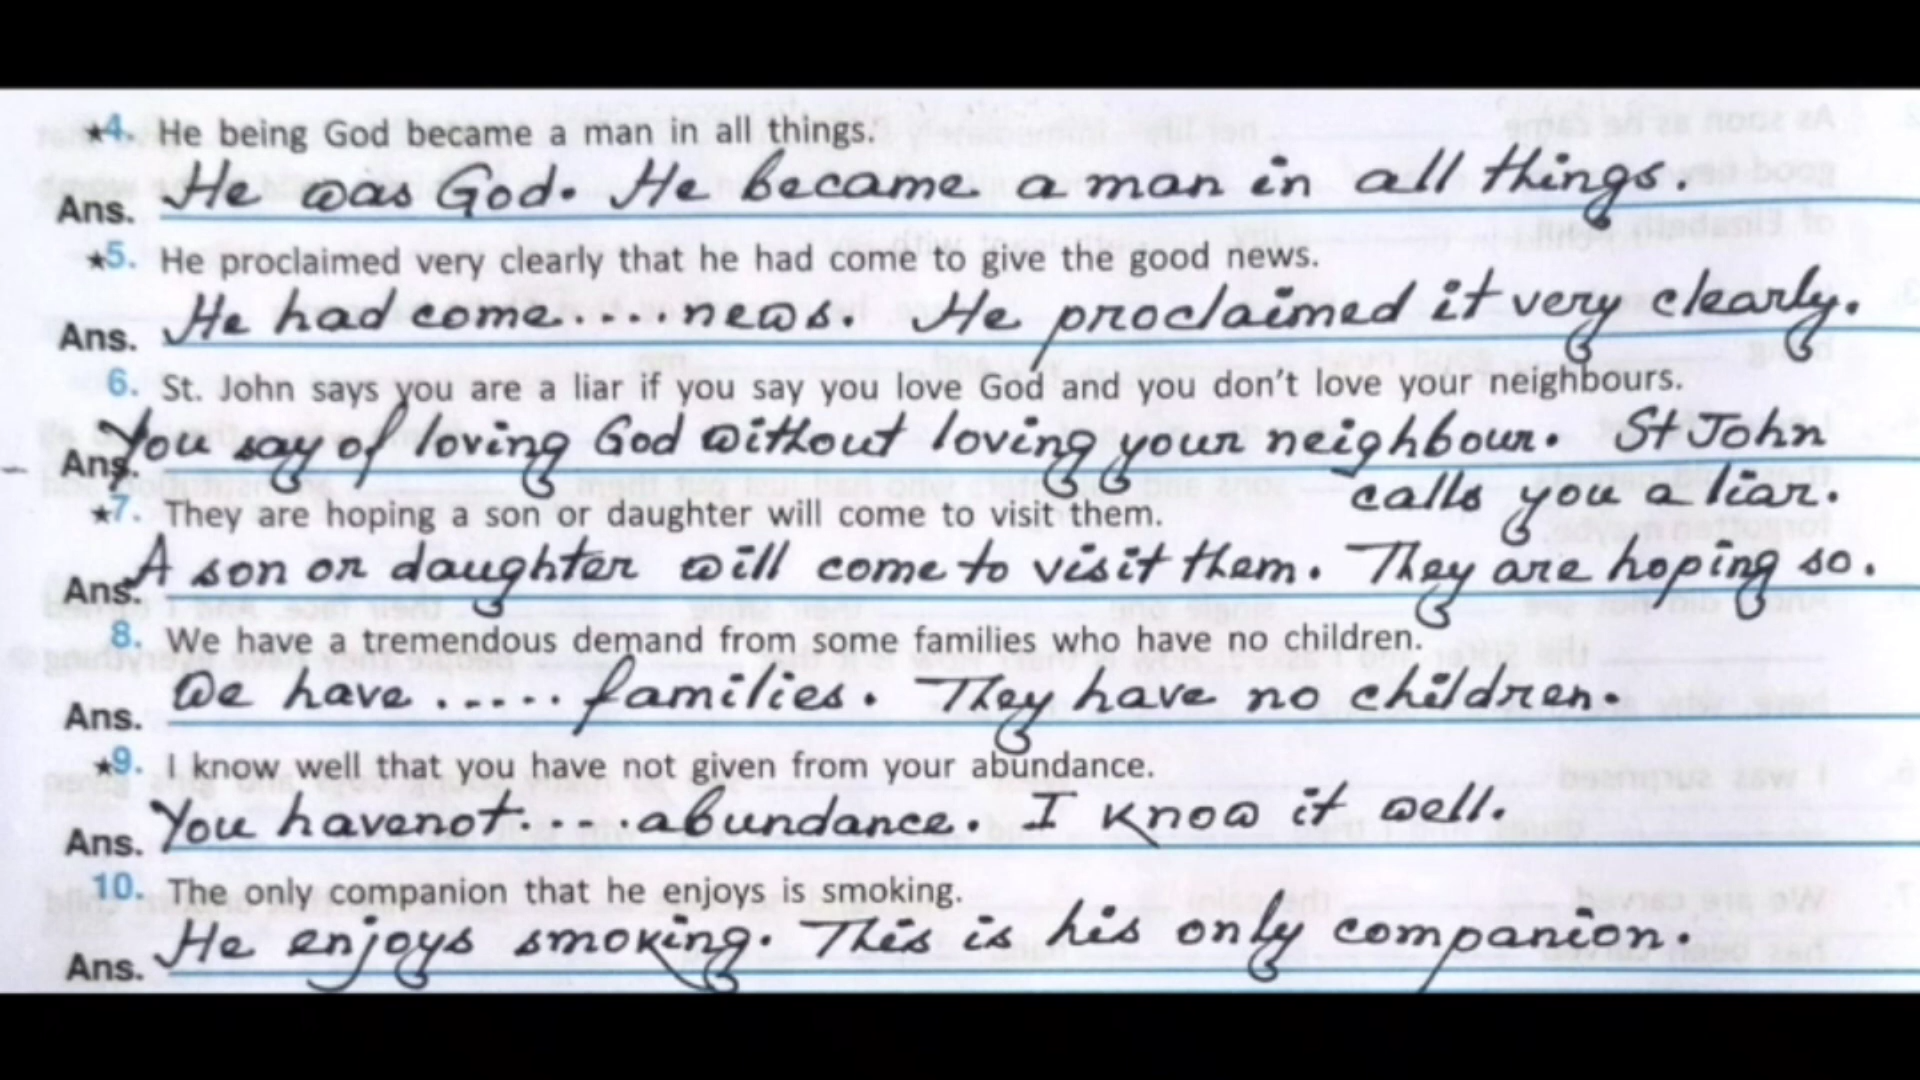 ★4. He being God became a man in all things.
Ans. He was God. He became a man in all things.
★5. He proclaimed very clearly that he had come to give the good news.
Ans. He had come.....news. He proclaimed it very clearly.
6. St. John says you are a liar if you say you love God and you don't love your neighbours.
Ans. You say of loving God without loving your neighbour. St John
calls you a liar.
★7. They are hoping a son or daughter will come to visit them.
Ans. A son or daughter will come to visit them. They are hoping so.
8. We have a tremendous demand from some families who have no children.
Ans. We have ..... families. They have no children.
★9. I know well that you have not given from your abundance.
Ans. You have not.....abundance. I know it well.
10. The only companion that he enjoys is smoking.
Ans. He enjoys smoking. This is his only companion.